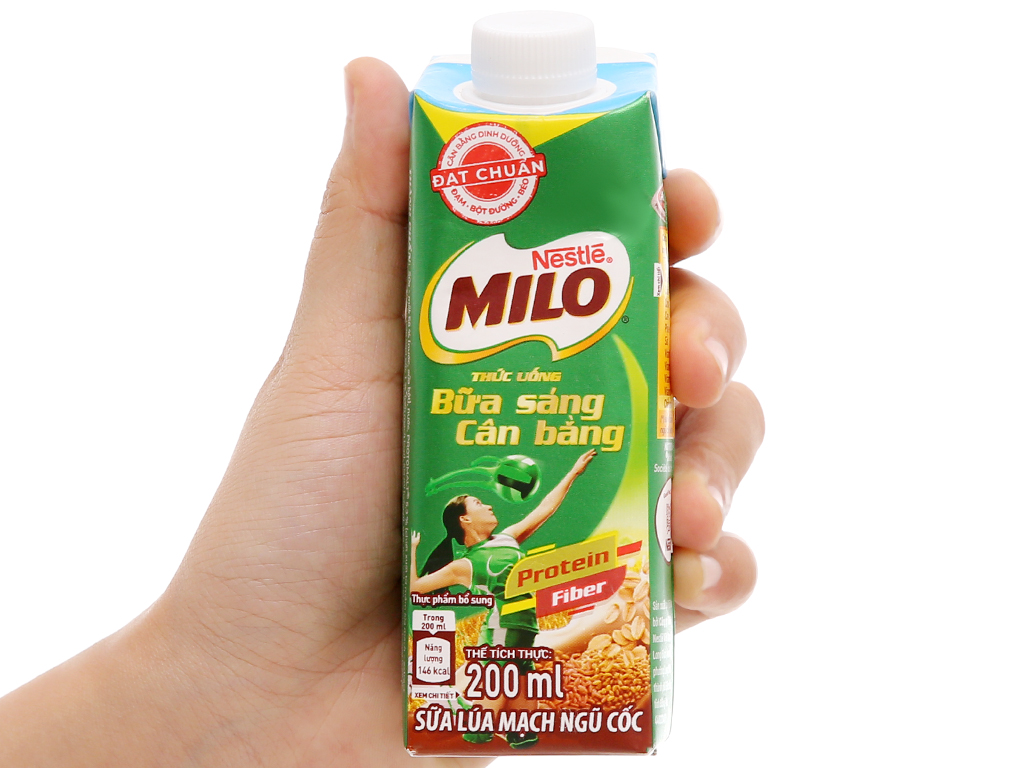 CÂN BẰNG DINH DƯỠNG
ĐẠT CHUẨN
ĐẠM - BỘT ĐƯỜNG - BÉO
Nestlé®
MILO®
THỨC UỐNG
Bữa sáng
Cân bằng
Protein
Fiber
Thực phẩm bổ sung
Trong
200 ml
Năng
lượng
146 kcal
XEM CHI TIẾT
THỂ TÍCH THỰC:
200 ml
SỮA LÚA MẠCH NGŨ CỐC